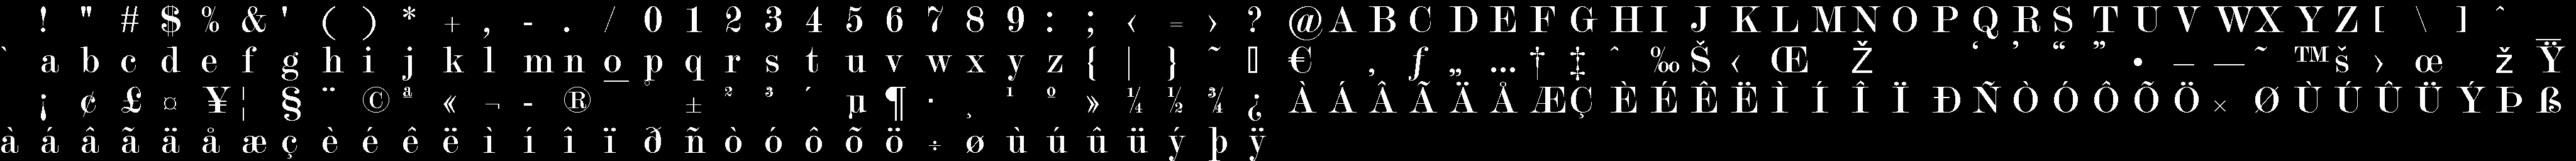 ! " # $ % & ' ( ) * + , - . / 0 1 2 3 4 5 6 7 8 9 : ; ‹ = › ? @ A B C D E F G H I J K L M N O P Q R S T U V W X Y Z [ \ ] ˆ _
` a b c d e f g h i j k l m n o p q r s t u v w x y z { | } ~ ▯ € , ƒ „ … † ‡ ˆ ‰ Š ‹ Œ Ž ‘ ’ “ ” • – — ˜ ™ š › œ ž Ÿ
¡ ¢ £ ¤ ¥ ¦ § ¨ © ª « ¬ - ® ¯ ° ± ² ³ ´ µ ¶ · ¸ ¹ º » ¼ ½ ¾ ¿ À Á Â Ã Ä Å Æ Ç È É Ê Ë Ì Í Î Ï Ð Ñ Ò Ó Ô Õ Ö × Ø Ù Ú Û Ü Ý Þ ß
à á â ã ä å æ ç è é ê ë ì í î ï ð ñ ò ó ô õ ö ÷ ø ù ú û ü ý þ ÿ